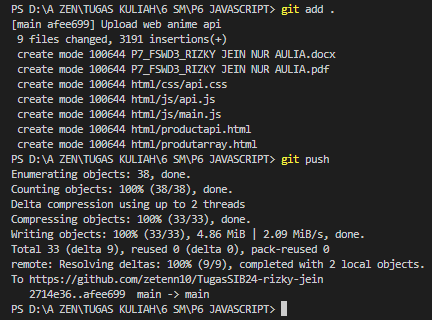 PS D:\A ZEN\TUGAS KULIAH\6 SM\P6 JAVASCRIPT> git add .
[main afee699] Upload web anime api
 9 files changed, 3191 insertions(+)
 create mode 100644 P7_FSWD3_RIZKY JEIN NUR AULIA.docx
 create mode 100644 P7_FSWD3_RIZKY JEIN NUR AULIA.pdf
 create mode 100644 html/css/api.css
 create mode 100644 html/js/api.js
 create mode 100644 html/js/main.js
 create mode 100644 html/productapi.html
 create mode 100644 html/produtarray.html
PS D:\A ZEN\TUGAS KULIAH\6 SM\P6 JAVASCRIPT> git push
Enumerating objects: 38, done.
Counting objects: 100% (38/38), done.
Delta compression using up to 2 threads
Compressing objects: 100% (33/33), done.
Writing objects: 100% (33/33), 4.86 MiB | 2.09 MiB/s, done.
Total 33 (delta 9), reused 0 (delta 0), pack-reused 0
remote: Resolving deltas: 100% (9/9), completed with 2 local objects.
To https://github.com/zetenn10/TugasSIB24-rizky-jein
   2714e36..afee699  main -> main
PS D:\A ZEN\TUGAS KULIAH\6 SM\P6 JAVASCRIPT>